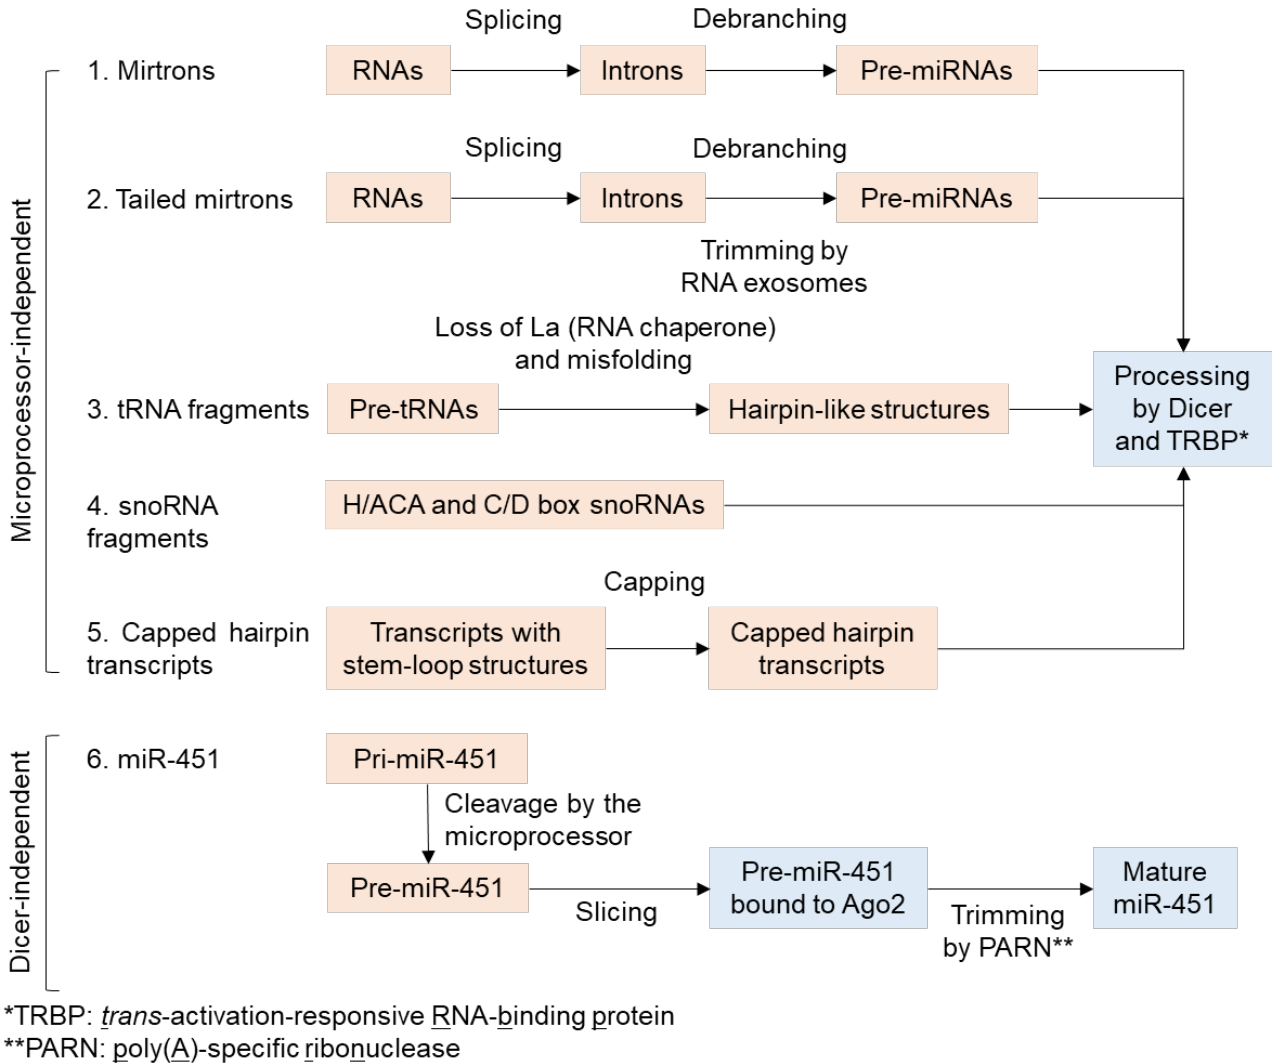 Microprocessor-independent
Splicing
Debranching
1. Mirtrons
RNAs
Introns
Pre-miRNAs
Splicing
Debranching
2. Tailed mirtrons
RNAs
Introns
Pre-miRNAs
Trimming by
RNA exosomes
Loss of La (RNA chaperone)
and misfolding
3. tRNA fragments
Pre-tRNAs
Hairpin-like structures
Processing
by Dicer
and TRBP*
4. snoRNA
fragments
H/ACA and C/D box snoRNAs
Capping
5. Capped hairpin
transcripts
Transcripts with
stem-loop structures
Capped hairpin
transcripts
Dicer-independent
6. miR-451
Pri-miR-451
Cleavage by the
microprocessor
Pre-miR-451
Slicing
Pre-miR-451
bound to Ago2
Trimming
by PARN**
Mature
miR-451
*TRBP: trans-activation-responsive RNA-binding protein
**PARN: poly(A)-specific ribonuclease